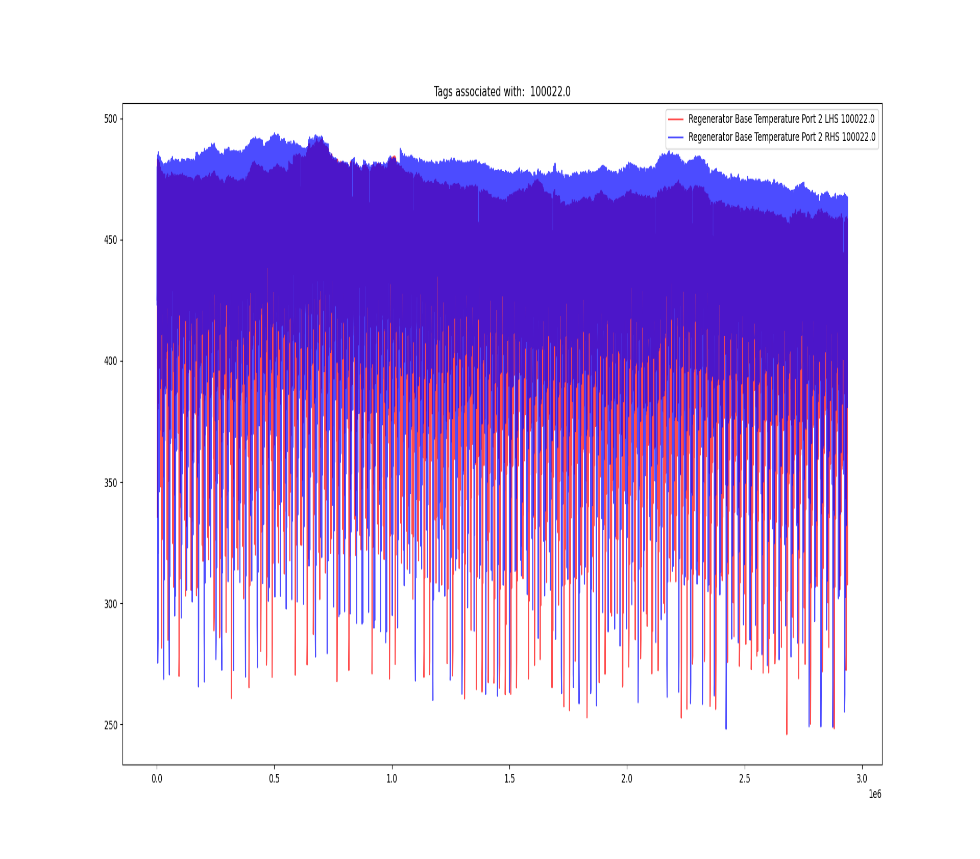 Tags associated with: 100022.0
Regenerator Base Temperature Port 2 LHS 100022.0
Regenerator Base Temperature Port 2 RHS 100022.0
500
450
400
350
300
250
0.0 0.5 1.0 1.5 2.0 2.5 3.0
1e6